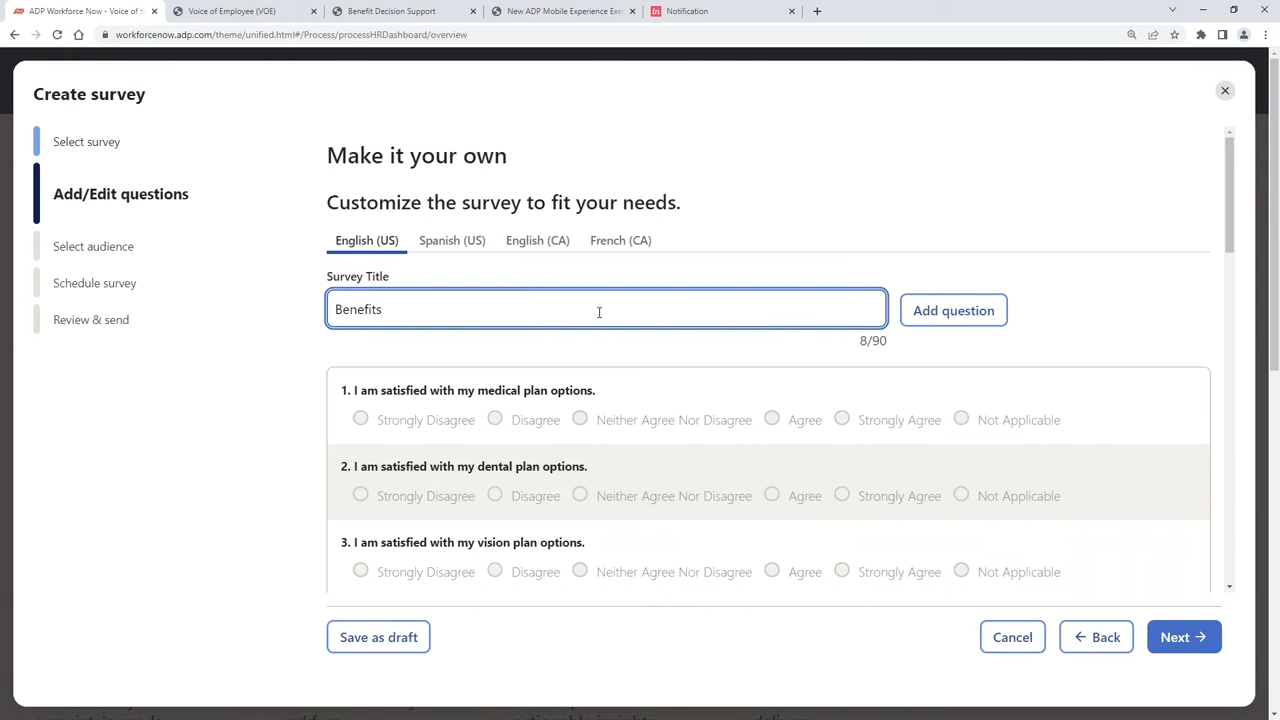 ADP Workforce Now - Voice of th
Voice of Employee (VOE)
Benefit Decision Support
New ADP Mobile Experience Exe
Notification
workforcenow.adp.com/theme/unified.html#/Process/processHRDashboard/overview
Create survey
Select survey
Add/Edit questions
Select audience
Schedule survey
Review & send
Make it your own
Customize the survey to fit your needs.
English (US) Spanish (US) English (CA) French (CA)
Survey Title
Benefits
Add question
8/90
1. I am satisfied with my medical plan options.
Strongly Disagree Disagree Neither Agree Nor Disagree Agree Strongly Agree Not Applicable
2. I am satisfied with my dental plan options.
Strongly Disagree Disagree Neither Agree Nor Disagree Agree Strongly Agree Not Applicable
3. I am satisfied with my vision plan options.
Strongly Disagree Disagree Neither Agree Nor Disagree Agree Strongly Agree Not Applicable
Save as draft
Cancel
Back
Next